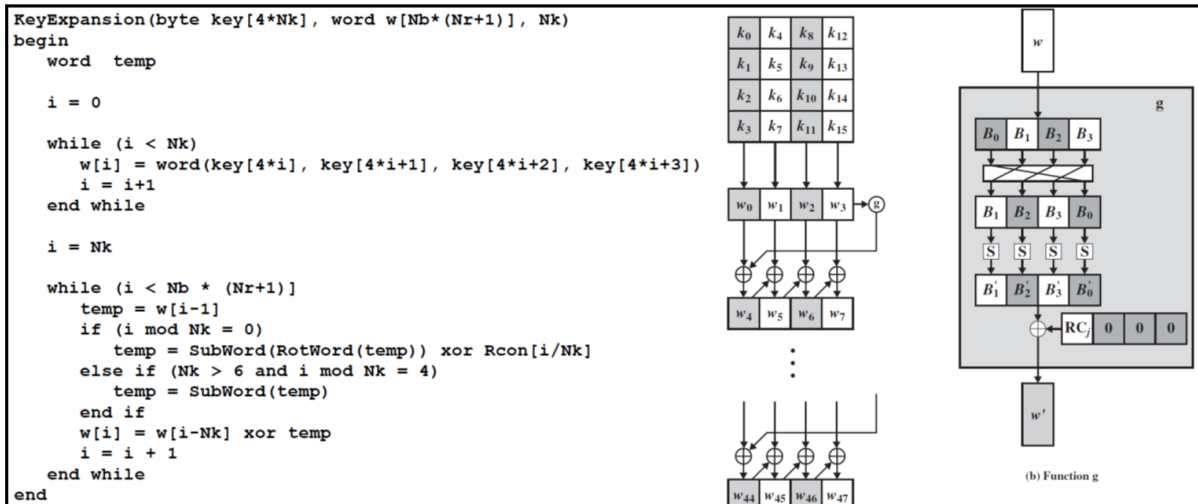 KeyExpansion(byte key[4*Nk], word w[Nb*(Nr+1)], Nk)
begin
word temp
i = 0
while (i < Nk)
w[i] = word(key[4*i], key[4*i+1], key[4*i+2], key[4*i+3])
i = i+1
end while
i = Nk
while (i < Nb * (Nr+1)]
temp = w[i-1]
if (i mod Nk = 0)
temp = SubWord(RotWord(temp)) xor Rcon[i/Nk]
else if (Nk > 6 and i mod Nk = 4)
temp = SubWord(temp)
end if
w[i] = w[i-Nk] xor temp
i = i + 1
end while
end
k0 k4 k8 k12
k1 k5 k9 k13
k2 k6 k10 k14
k3 k7 k11 k15
w0 w1 w2 w3 g
w4 w5 w6 w7
w44 w45 w46 w47
w
g
B0 B1 B2 B3
B1 B2 B3 B0
S S S S
B'1 B'2 B'3 B'0
RCj 0 0 0
w'
(b) Function g